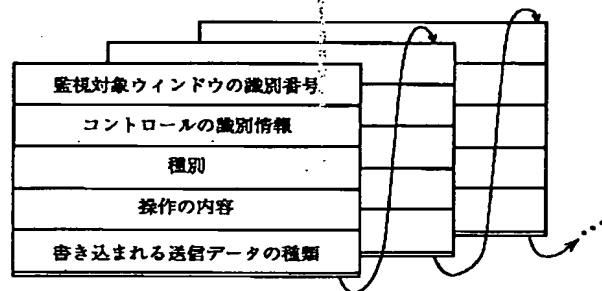 監視対象ウィンドウの識別番号
コントロールの識別情報
種別
操作の内容
書き込まれる送信データの種類